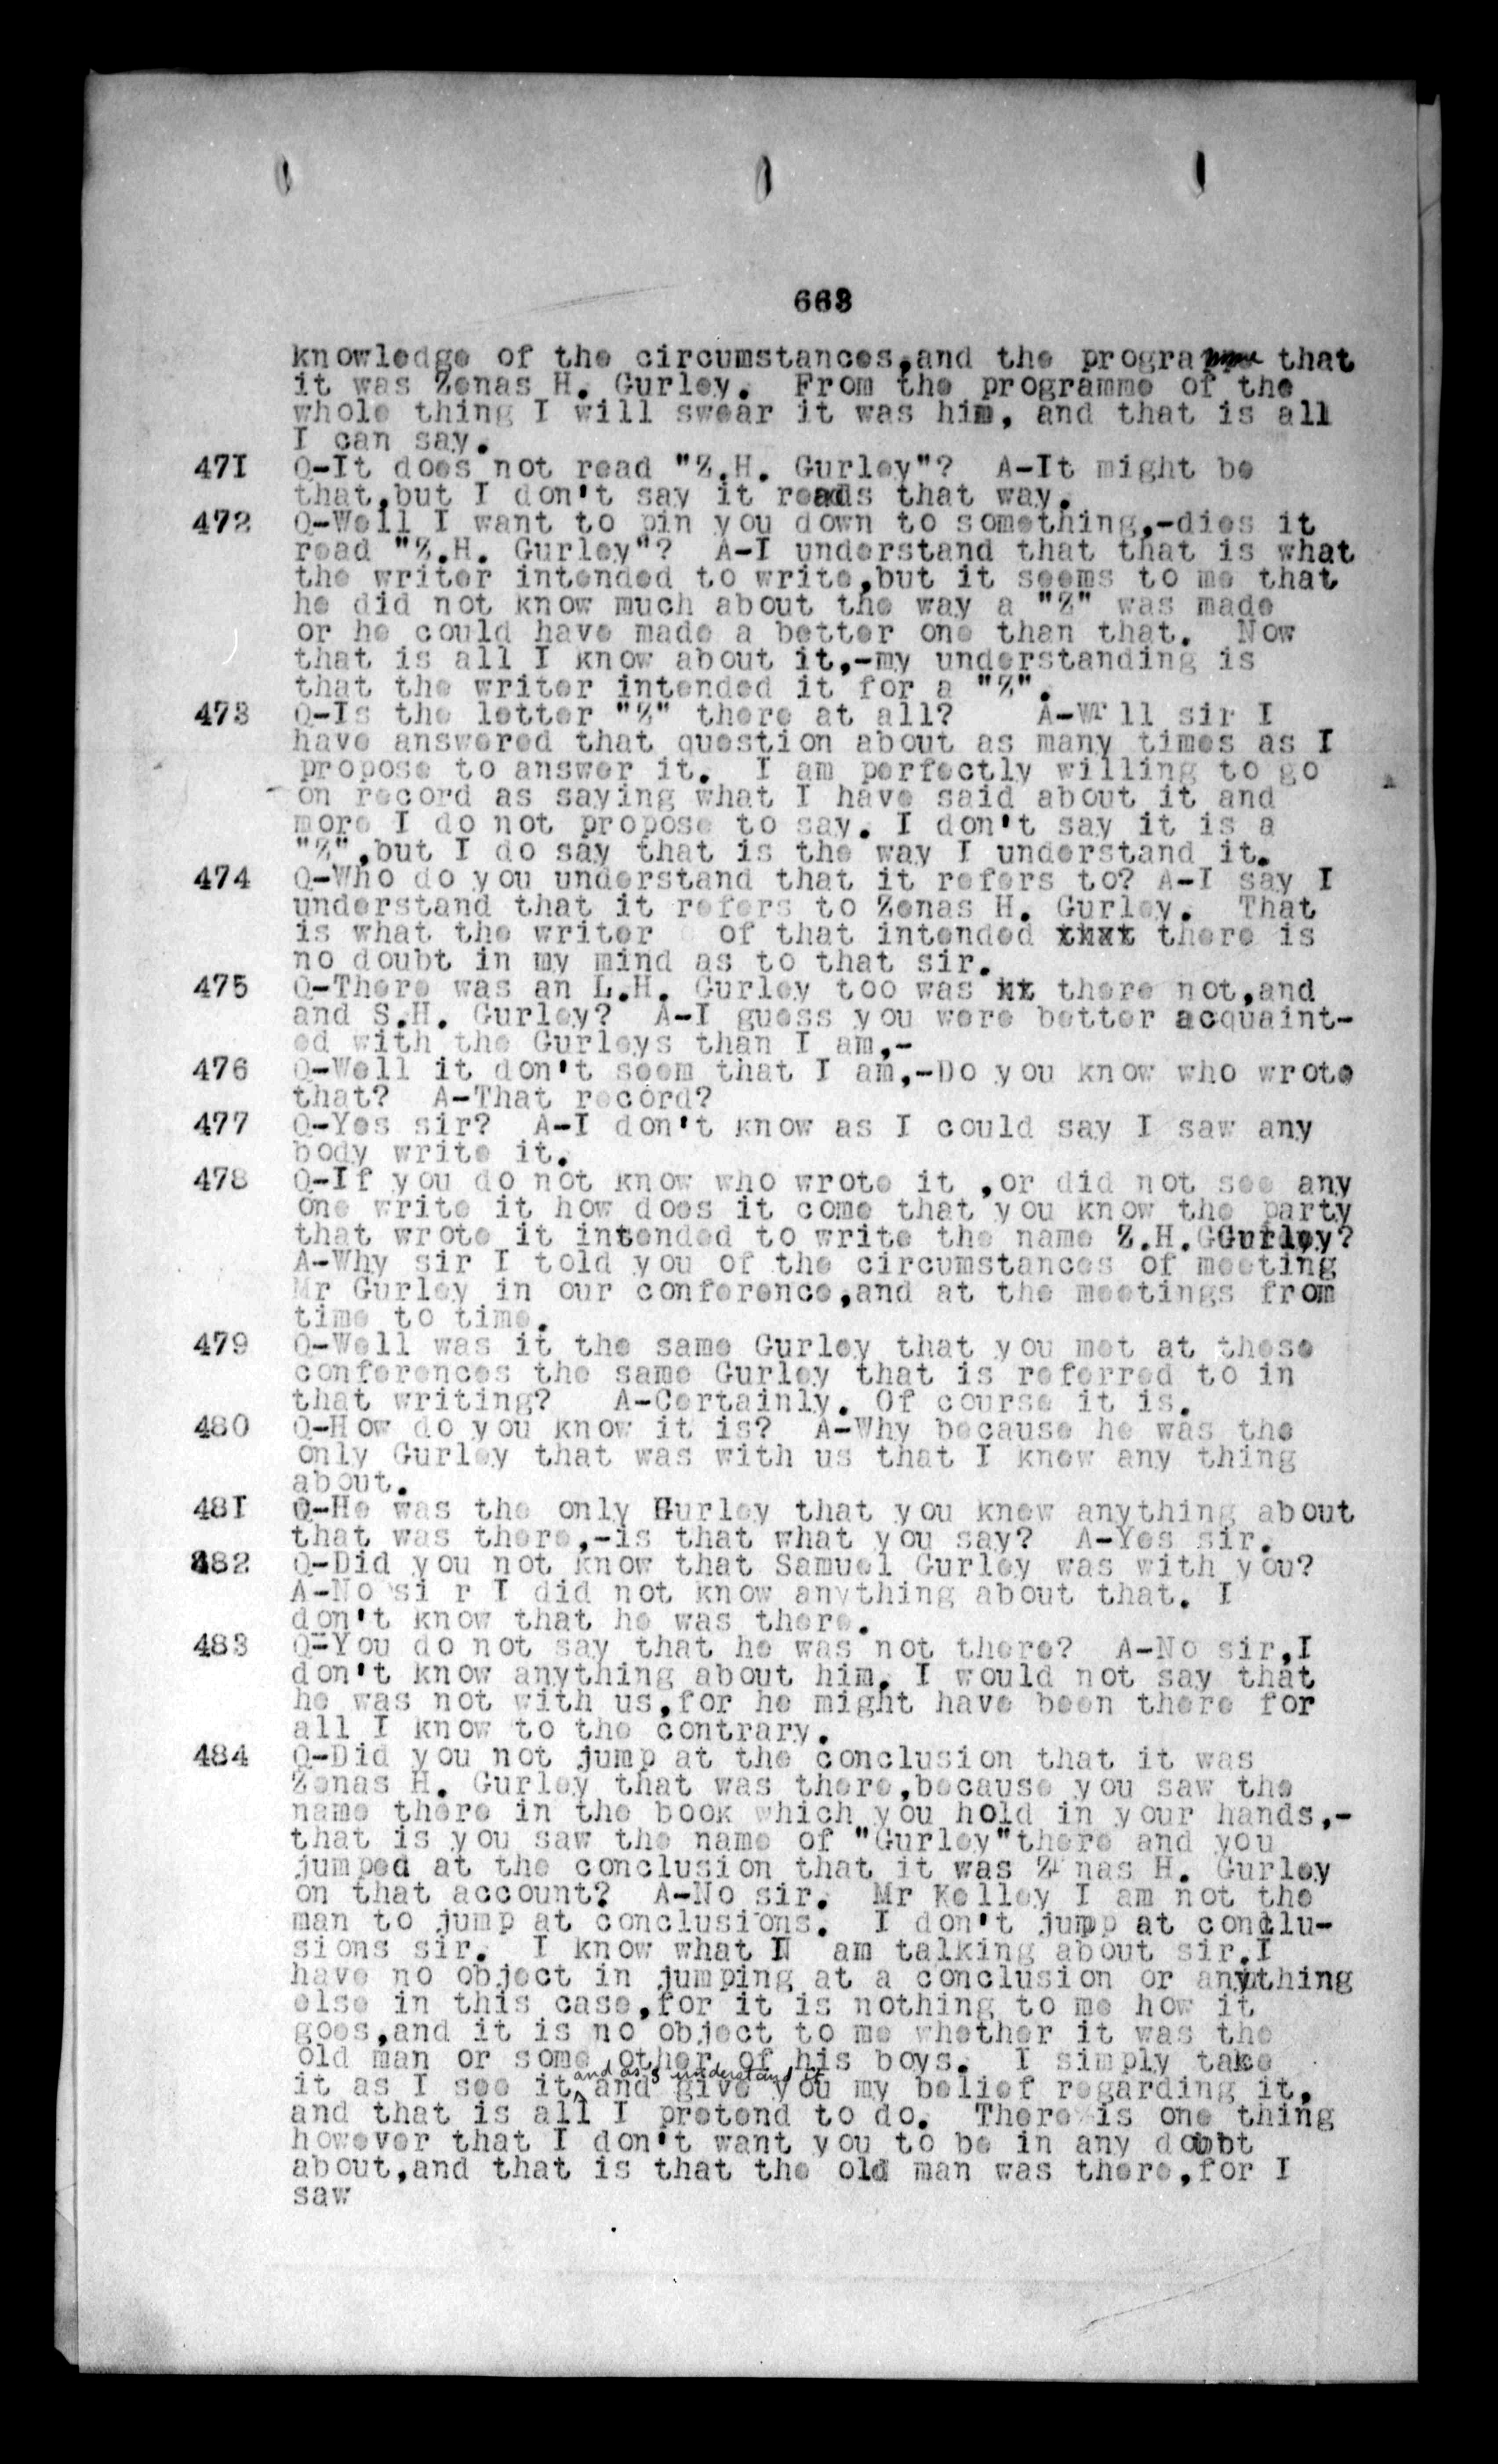 663
knowledge of the circumstances,and the programme that
it was Zenas H. Gurley.  From the programme of the
whole thing I will swear it was him, and that is all
I can say.
471 Q-It does not read "Z.H. Gurley"?  A-It might be
that,but I don't say it reads that way.
472 Q-Well I want to pin you down to something,-dies it
read "Z.H. Gurley"?  A-I understand that that is what
the writer intended to write,but it seems to me that
he did not know much about the way a "Z" was made
or he could have made a better one than that.  Now
that is all I know about it,-my understanding is
that the writer intended it for a "Z".
473 Q-Is the letter "Z" there at all?    A-W'll sir I
have answered that question about as many times as I
propose to answer it.  I am perfectly willing to go
on record as saying what I have said about it and
more I do not propose to say. I don't say it is a
"Z",but I do say that is the way I understand it.
474 Q-Who do you understand that it refers to? A-I say I
understand that it refers to Zenas H. Gurley.  That
is what the writer   of that intended txxt there is
no doubt in my mind as to that sir.
475 Q-There was an L.H. Gurley too was xt there not,and
and S.H. Gurley?  A-I guess you were better acquaint-
ed with the Gurleys than I am,-
476 Q-Well it don't seem that I am,-Do you know who wrote
that?  A-That record?
477 Q-Yes sir?  A-I don't know as I could say I saw any
body write it.
478 Q-If you do not know who wrote it ,or did not see any
one write it how does it come that you know the party
that wrote it intended to write the name Z.H.GGurley?
A-Why sir I told you of the circumstances of meeting
Mr Gurley in our conference,and at the meetings from
time to time.
479 Q-Well was it the same Gurley that you met at these
conferences the same Gurley that is referred to in
that writing?   A-Certainly. Of course it is.
480 Q-How do you know it is?  A-Why because he was the
only Gurley that was with us that I knew any thing
about.
481 Q-He was the only Gurley that you knew anything about
that was there,-is that what you say?  A-Yes sir.
482 Q-Did you not know that Samuel Gurley was with you?
A-No si r I did not know anything about that. I
don't know that he was there.
483 Q-You do not say that he was not there?  A-No sir,I
don't know anything about him. I would not say that
he was not with us,for he might have been there for
all I know to the contrary.
484 Q-Did you not jump at the conclusion that it was
Zenas H. Gurley that was there,because you saw the
name there in the book which you hold in your hands,-
that is you saw the name of "Gurley"there and you
jumped at the conclusion that it was Z'nas H. Gurley
on that account?  A-No sir.  Mr Kelley I am not the
man to jump at conclusions.  I don't jump at conclu-
sions sir.  I know what I  am talking about sir.I
have no object in jumping at a conclusion or anything
else in this case,for it is nothing to me how it
goes,and it is no object to me whether it was the
old man or some other of his boys.  I simply take
and as I understand it
it as I see it, and give you my belief regarding it,
and that is all I pretend to do.  There is one thing
however that I don't want you to be in any doubt
about,and that is that the old man was there,for I
saw